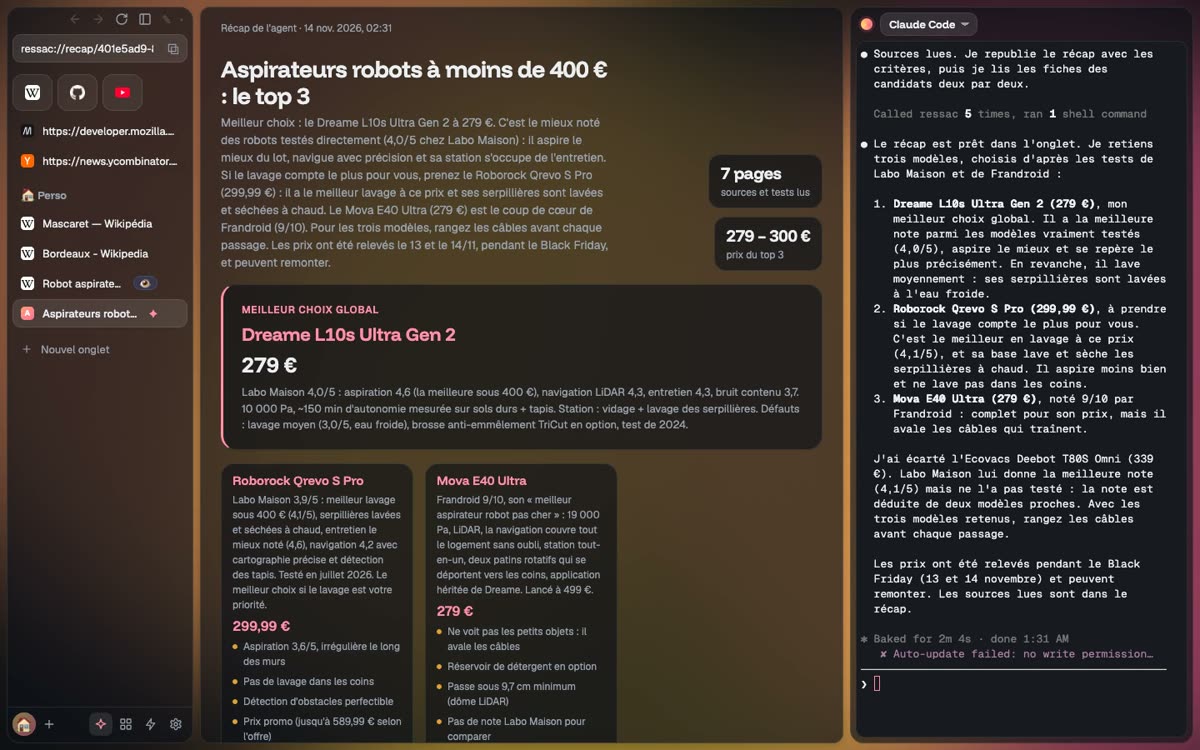 ressac://recap/401e5ad9-
https://developer.mozilla....
https://news.ycombinator....
Perso
Mascaret — Wikipédia
Bordeaux - Wikipedia
Robot aspirate...
Aspirateurs robot...
Nouvel onglet
Récap de l'agent · 14 nov. 2026, 02:31
Aspirateurs robots à moins de 400 €
: le top 3
Meilleur choix : le Dreame L10s Ultra Gen 2 à 279 €. C'est le mieux noté
des robots testés directement (4,0/5 chez Labo Maison) : il aspire le
mieux du lot, navigue avec précision et sa station s'occupe de l'entretien.
Si le lavage compte le plus pour vous, prenez le Roborock Qrevo S Pro
(299,99 €) : il a le meilleur lavage à ce prix et ses serpillières sont lavées
et séchées à chaud. Le Mova E40 Ultra (279 €) est le coup de cœur de
Frandroid (9/10). Pour les trois modèles, rangez les câbles avant chaque
passage. Les prix ont été relevés le 13 et le 14/11, pendant le Black Friday,
et peuvent remonter.
7 pages
sources et tests lus
279 – 300 €
prix du top 3
MEILLEUR CHOIX GLOBAL
Dreame L10s Ultra Gen 2
279 €
Labo Maison 4,0/5 : aspiration 4,6 (la meilleure sous 400 €), navigation LiDAR 4,3, entretien 4,3, bruit contenu 3,7.
10 000 Pa, ~150 min d'autonomie mesurée sur sols durs + tapis. Station : vidage + lavage des serpillières. Défauts
: lavage moyen (3,0/5, eau froide), brosse anti-emmêlement TriCut en option, test de 2024.
Roborock Qrevo S Pro
Labo Maison 3,9/5 : meilleur lavage
sous 400 € (4,1/5), serpillières lavées
et séchées à chaud, entretien le
mieux noté (4,6), navigation 4,2 avec
cartographie précise et détection
des tapis. Testé en juillet 2026. Le
meilleur choix si le lavage est votre
priorité.
299,99 €
Aspiration 3,6/5, irrégulière le long
des murs
Pas de lavage dans les coins
Détection d'obstacles perfectible
Prix promo (jusqu'à 589,99 € selon
l'offre)
Mova E40 Ultra
Frandroid 9/10, son « meilleur
aspirateur robot pas cher » : 19 000
Pa, LiDAR, la navigation couvre tout
le logement sans oubli, station tout-
en-un, deux patins rotatifs qui se
déportent vers les coins, application
héritée de Dreame. Lancé à 499 €.
279 €
Ne voit pas les petits objets : il
avale les câbles
Réservoir de détergent en option
Passe sous 9,7 cm minimum
(dôme LiDAR)
Pas de note Labo Maison pour
comparer
Claude Code
● Sources lues. Je republie le récap avec les
critères, puis je lis les fiches des
candidats deux par deux.
Called ressac 5 times, ran 1 shell command
● Le récap est prêt dans l'onglet. Je retiens
trois modèles, choisis d'après les tests de
Labo Maison et de Frandroid :
1. Dreame L10s Ultra Gen 2 (279 €), mon
meilleur choix global. Il a la meilleure
note parmi les modèles vraiment testés
(4,0/5), aspire le mieux et se repère le
plus précisément. En revanche, il lave
moyennement : ses serpillières sont lavées
à l'eau froide.
2. Roborock Qrevo S Pro (299,99 €), à prendre
si le lavage compte le plus pour vous.
C'est le meilleur en lavage à ce prix
(4,1/5), et sa base lave et sèche les
serpillières à chaud. Il aspire moins bien
et ne lave pas dans les coins.
3. Mova E40 Ultra (279 €), noté 9/10 par
Frandroid : complet pour son prix, mais il
avale les câbles qui traînent.
J'ai écarté l'Ecovacs Deebot T80S Omni (339
€). Labo Maison lui donne la meilleure note
(4,1/5) mais ne l'a pas testé : la note est
déduite de deux modèles proches. Avec les
trois modèles retenus, rangez les câbles
avant chaque passage.
Les prix ont été relevés pendant le Black
Friday (13 et 14 novembre) et peuvent
remonter. Les sources lues sont dans le
récap.
✻ Baked for 2m 4s · done 1:31 AM
✘ Auto-update failed: no write permission…
❯